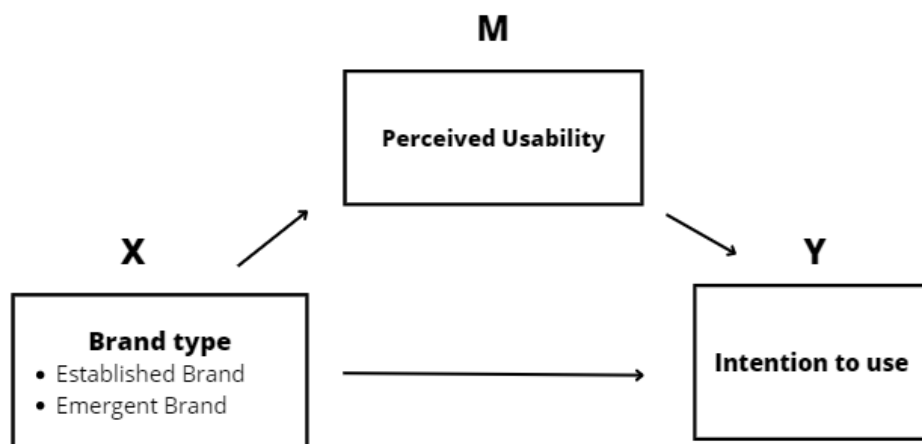 M
Perceived Usability
X
Y
Brand type
• Established Brand
• Emergent Brand
Intention to use